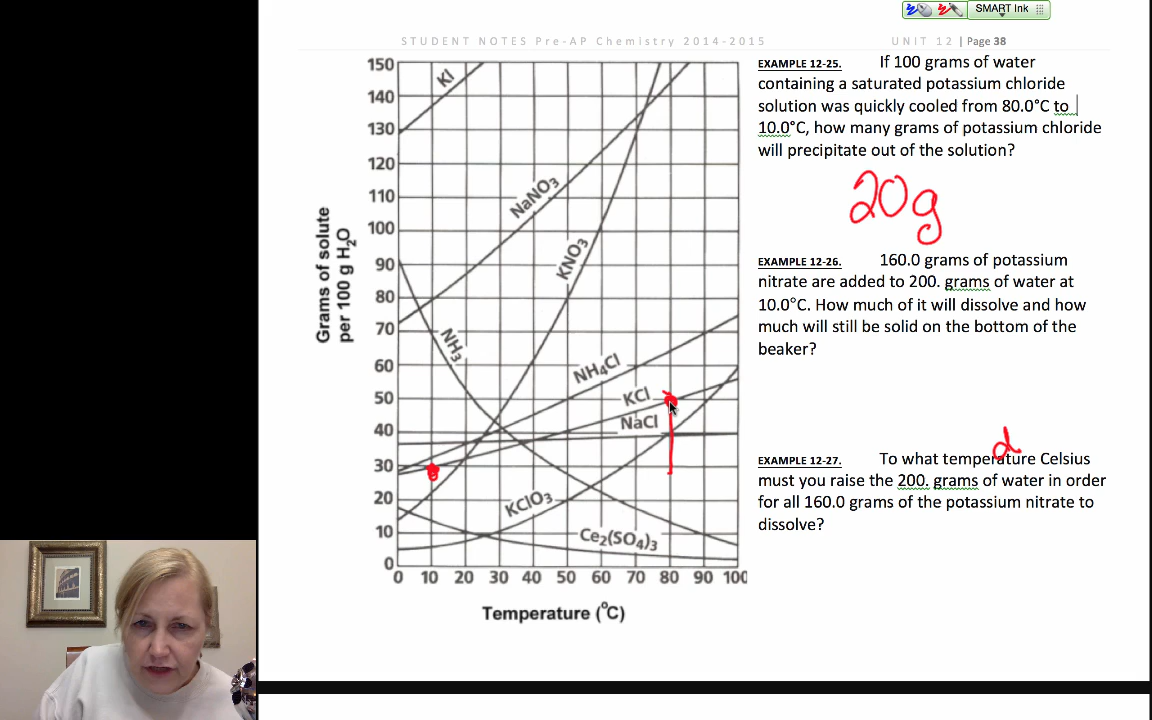 SMART Ink
STUDENT NOTES Pre-AP Chemistry 2014-2015 UNIT 12 | Page 38
EXAMPLE 12-25. If 100 grams of water
containing a saturated potassium chloride
solution was quickly cooled from 80.0°C to
10.0°C, how many grams of potassium chloride
will precipitate out of the solution?
20g
EXAMPLE 12-26. 160.0 grams of potassium
nitrate are added to 200. grams of water at
10.0°C. How much of it will dissolve and how
much will still be solid on the bottom of the
beaker?
d
EXAMPLE 12-27. To what temperature Celsius
must you raise the 200. grams of water in order
for all 160.0 grams of the potassium nitrate to
dissolve?
Grams of solute
per 100 g H₂O
150
140
130
120
110
100
90
80
70
60
50
40
30
20
10
0
KI
NaNO₃
KNO₃
NH₃
NH₄Cl
KCl
NaCl
KClO₃
Ce₂(SO₄)₃
0 10 20 30 40 50 60 70 80 90 100
Temperature (°C)